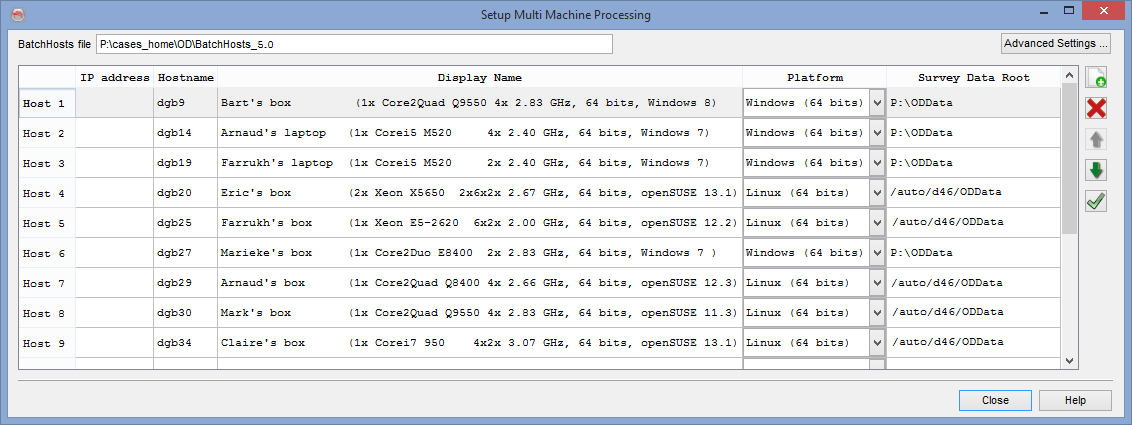 Setup Multi Machine Processing
BatchHosts file P:\cases_home\OD\BatchHosts_5.0 Advanced Settings ...
IP address Hostname Display Name Platform Survey Data Root
Host 1 dgb9 Bart's box (1x Core2Quad Q9550 4x 2.83 GHz, 64 bits, Windows 8) Windows (64 bits) P:\ODData
Host 2 dgb14 Arnaud's laptop (1x Corei5 M520 4x 2.40 GHz, 64 bits, Windows 7) Windows (64 bits) P:\ODData
Host 3 dgb19 Farrukh's laptop (1x Corei5 M520 2x 2.40 GHz, 64 bits, Windows 7) Windows (64 bits) P:\ODData
Host 4 dgb20 Eric's box (2x Xeon X5650 2x6x2x 2.67 GHz, 64 bits, openSUSE 13.1) Linux (64 bits) /auto/d46/ODData
Host 5 dgb25 Farrukh's box (1x Xeon E5-2620 6x2x 2.00 GHz, 64 bits, openSUSE 12.2) Linux (64 bits) /auto/d46/ODData
Host 6 dgb27 Marieke's box (1x Core2Duo E8400 2x 2.83 GHz, 64 bits, Windows 7 ) Windows (64 bits) P:\ODData
Host 7 dgb29 Arnaud's box (1x Core2Quad Q8400 4x 2.66 GHz, 64 bits, openSUSE 12.3) Linux (64 bits) /auto/d46/ODData
Host 8 dgb30 Mark's box (1x Core2Quad Q9550 4x 2.83 GHz, 64 bits, openSUSE 11.3) Linux (64 bits) /auto/d46/ODData
Host 9 dgb34 Claire's box (1x Corei7 950 4x2x 3.07 GHz, 64 bits, openSUSE 13.1) Linux (64 bits) /auto/d46/ODData
Close Help